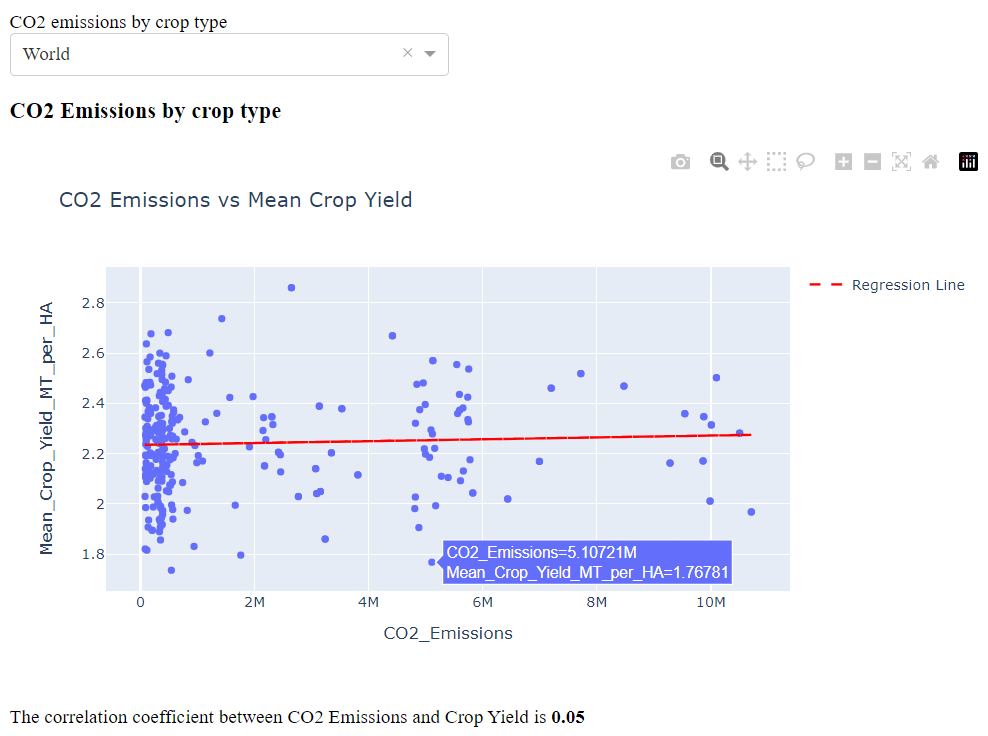 CO2 emissions by crop type
World
CO2 Emissions by crop type
CO2 Emissions vs Mean Crop Yield
Regression Line
Mean_Crop_Yield_MT_per_HA
2.8
2.6
2.4
2.2
2
1.8
CO2_Emissions=5.10721M
Mean_Crop_Yield_MT_per_HA=1.76781
0 2M 4M 6M 8M 10M
CO2_Emissions
The correlation coefficient between CO2 Emissions and Crop Yield is 0.05